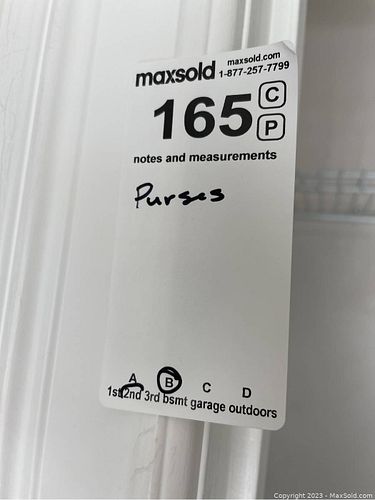 maxsold maxsold.com
1-877-257-7799
165 C
P
notes and measurements
Purses
A B C D
1st 2nd 3rd bsmt garage outdoors
Copyright 2023 - MaxSold.com